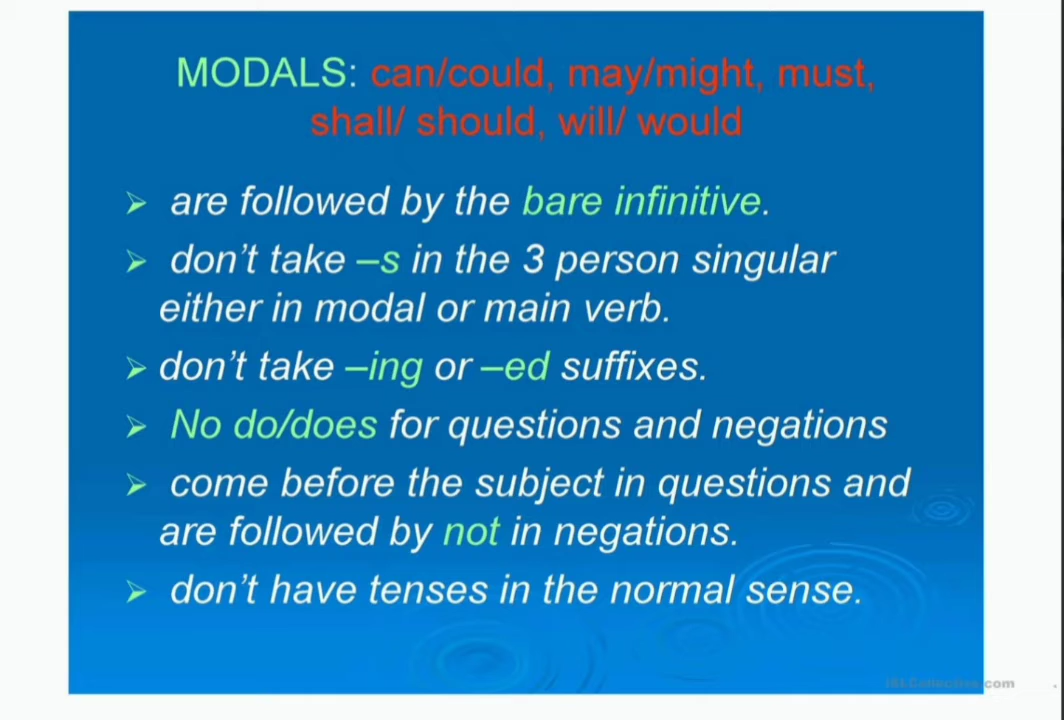 MODALS: can/could, may/might, must,
shall/ should, will/ would
➢ are followed by the bare infinitive.
➢ don't take –s in the 3 person singular
either in modal or main verb.
➢ don't take –ing or –ed suffixes.
➢ No do/does for questions and negations
➢ come before the subject in questions and
are followed by not in negations.
➢ don't have tenses in the normal sense.
iSLCollective.com